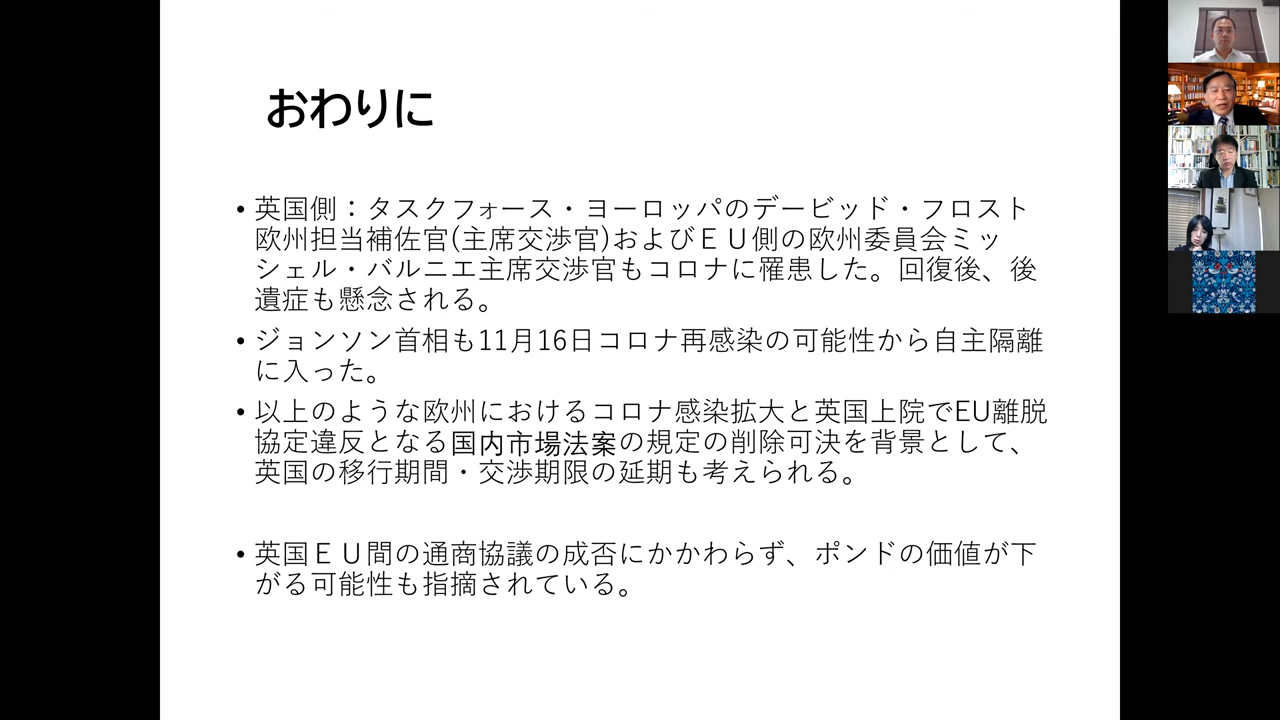 おわりに
• 英国側：タスクフォース・ヨーロッパのデービッド・フロスト
欧州担当補佐官(主席交渉官)およびＥＵ側の欧州委員会ミッ
シェル・バルニエ主席交渉官もコロナに罹患した。回復後、後
遺症も懸念される。
• ジョンソン首相も11月16日コロナ再感染の可能性から自主隔離
に入った。
• 以上のような欧州におけるコロナ感染拡大と英国上院でEU離脱
協定違反となる国内市場法案の規定の削除可決を背景として、
英国の移行期間・交渉期限の延期も考えられる。
• 英国ＥＵ間の通商協議の成否にかかわらず、ポンドの価値が下
がる可能性も指摘されている。